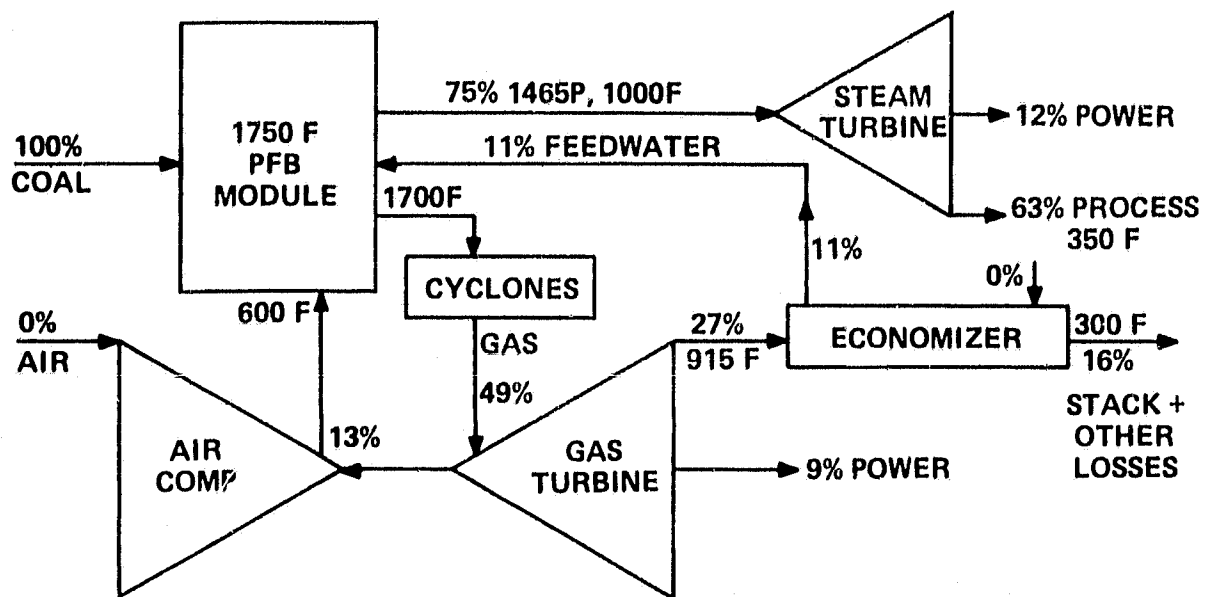 100%
COAL
1750 F
PFB
MODULE
75% 1465P, 1000F
11% FEEDWATER
1700F
STEAM
TURBINE
12% POWER
63% PROCESS
350 F
11%
0%
CYCLONES
600 F
0%
AIR
GAS
49%
27%
915 F
ECONOMIZER
300 F
16%
STACK +
OTHER
LOSSES
13%
AIR
COMP
GAS
TURBINE
9% POWER